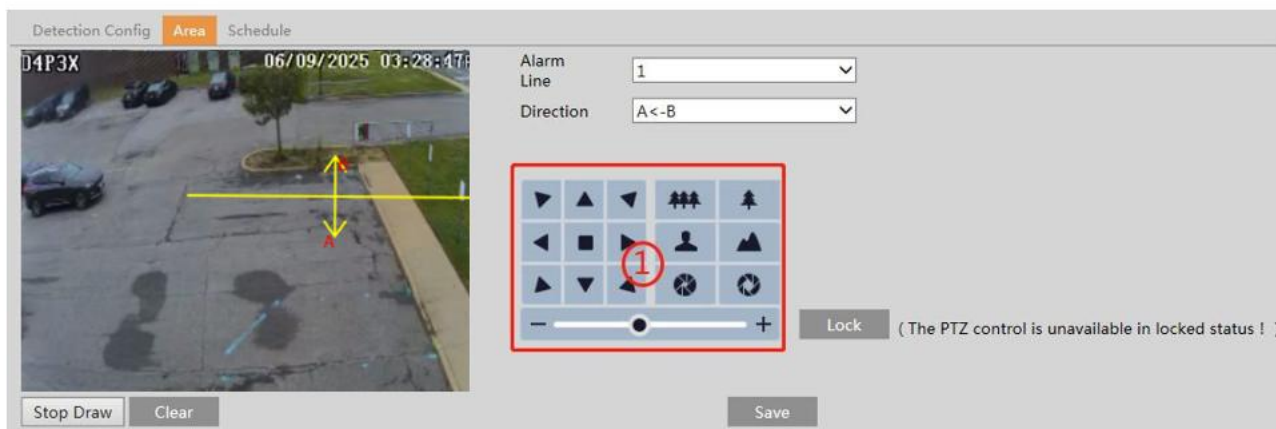 Detection Config Area Schedule
D4P3X 06/09/2025 03:28:47
Alarm Line 1
Direction A<-B
A
1
Lock (The PTZ control is unavailable in locked status ! )
Stop Draw Clear Save